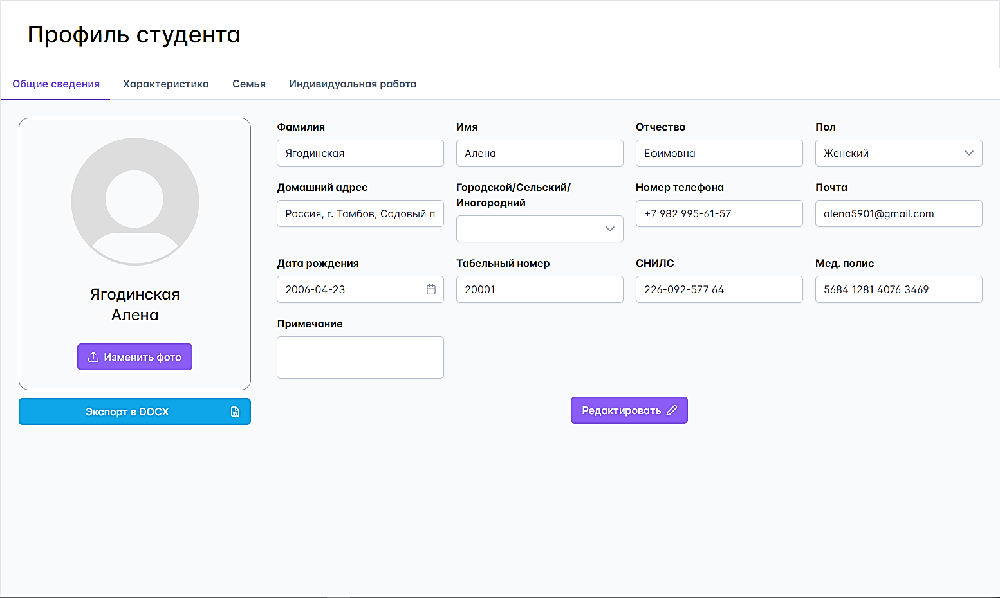 Профиль студента
Общие сведения Характеристика Семья Индивидуальная работа
Ягодинская
Алена
Изменить фото
Экспорт в DOCX
Фамилия Имя Отчество Пол
Ягодинская Алена Ефимовна Женский
Домашний адрес Городской/Сельский/ Номер телефона Почта
Иногородний
Россия, г. Тамбов, Садовый п +7 982 995-61-57 alena5901@gmail.com
Дата рождения Табельный номер СНИЛС Мед. полис
2006-04-23 20001 226-092-577 64 5684 1281 4076 3469
Примечание
Редактировать